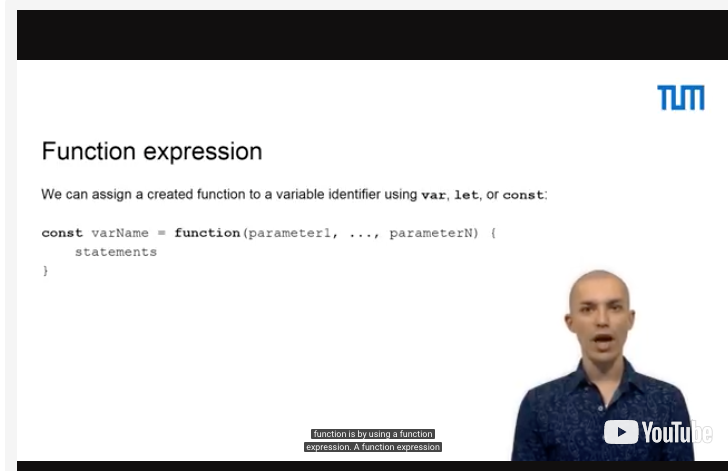 TUM
Function expression
We can assign a created function to a variable identifier using var, let, or const:
const varName = function(parameter1, ..., parameterN) {
statements
}
function is by using a function
expression. A function expression
YouTube